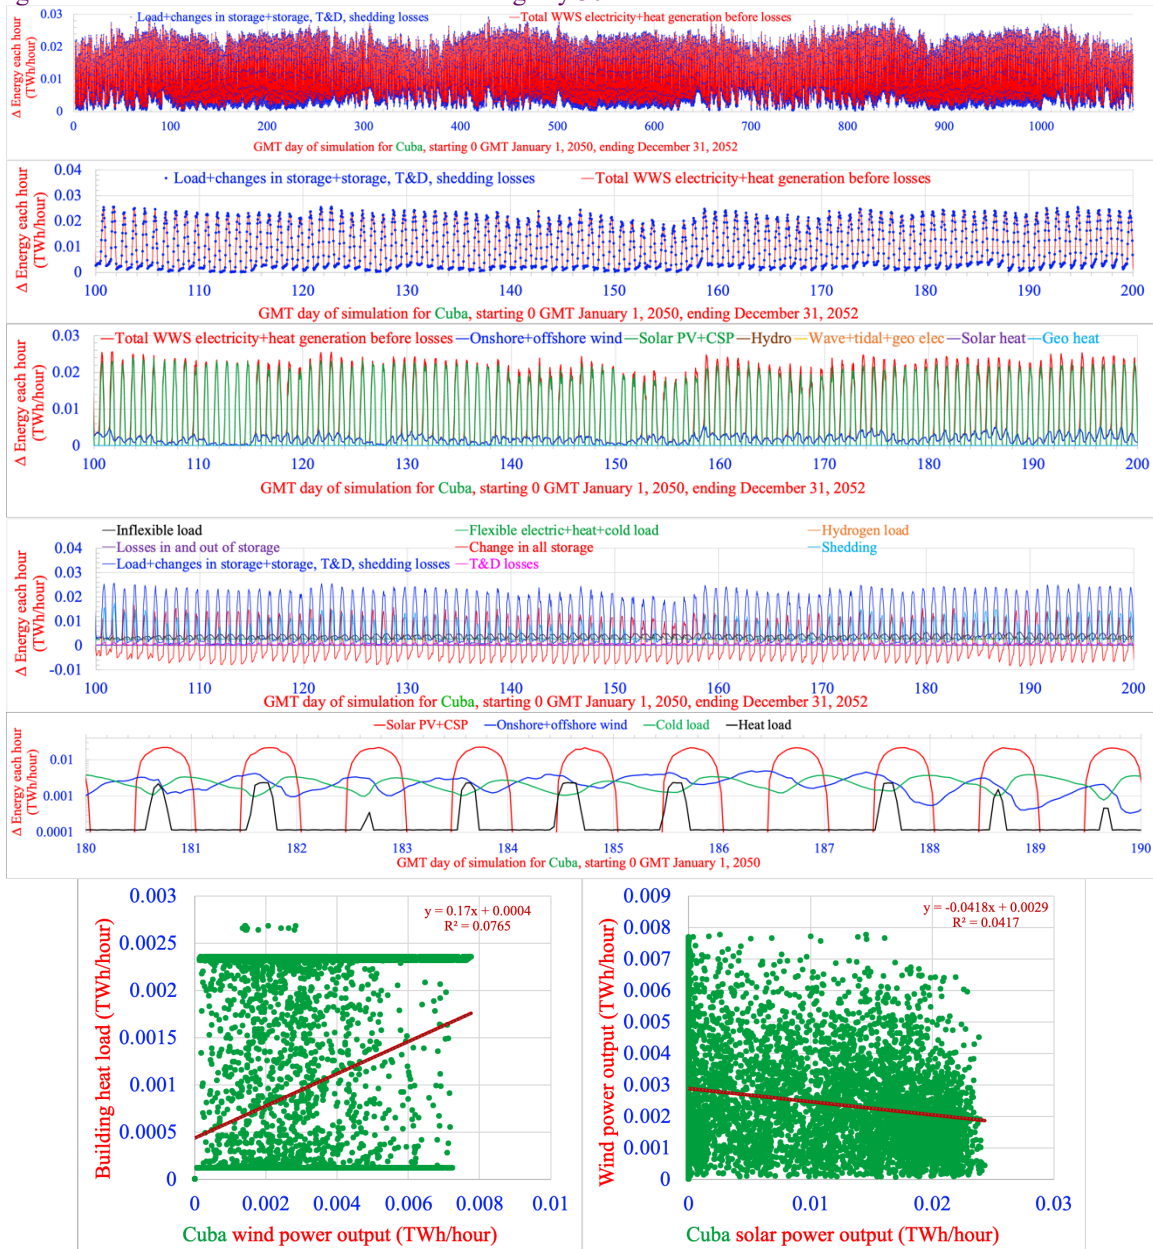 Load+changes in storage+storage, T&D, shedding losses —Total WWS electricity+heat generation before losses
Δ Energy each hour
(TWh/hour)
0.03
0.02
0.01
0
0 100 200 300 400 500 600 700 800 900 1000
GMT day of simulation for Cuba, starting 0 GMT January 1, 2050, ending December 31, 2052
· Load+changes in storage+storage, T&D, shedding losses —Total WWS electricity+heat generation before losses
Δ Energy each hour
(TWh/hour)
0.04
0.03
0.02
0.01
0
100 110 120 130 140 150 160 170 180 190 200
GMT day of simulation for Cuba, starting 0 GMT January 1, 2050, ending December 31, 2052
—Total WWS electricity+heat generation before losses —Onshore+offshore wind —Solar PV+CSP —Hydro —Wave+tidal+geo elec —Solar heat —Geo heat
Δ Energy each hour
(TWh/hour)
0.03
0.02
0.01
0
100 110 120 130 140 150 160 170 180 190 200
GMT day of simulation for Cuba, starting 0 GMT January 1, 2050, ending December 31, 2052
—Inflexible load —Flexible electric+heat+cold load —Hydrogen load
—Losses in and out of storage —Change in all storage —Shedding
—Load+changes in storage+storage, T&D, shedding losses —T&D losses
Δ Energy each hour
(TWh/hour)
0.04
0.03
0.02
0.01
0
-0.01
100 110 120 130 140 150 160 170 180 190 200
GMT day of simulation for Cuba, starting 0 GMT January 1, 2050, ending December 31, 2052
—Solar PV+CSP —Onshore+offshore wind —Cold load —Heat load
Δ Energy each hour
(TWh/hour)
0.01
0.001
0.0001
180 181 182 183 184 185 186 187 188 189 190
GMT day of simulation for Cuba, starting 0 GMT January 1, 2050
Building heat load (TWh/hour)
0.003
0.0025
0.002
0.0015
0.001
0.0005
0
y = 0.17x + 0.0004
R² = 0.0765
0 0.002 0.004 0.006 0.008 0.01
Cuba wind power output (TWh/hour)
Wind power output (TWh/hour)
0.009
0.008
0.007
0.006
0.005
0.004
0.003
0.002
0.001
0
y = -0.0418x + 0.0029
R² = 0.0417
0 0.01 0.02 0.03
Cuba solar power output (TWh/hour)